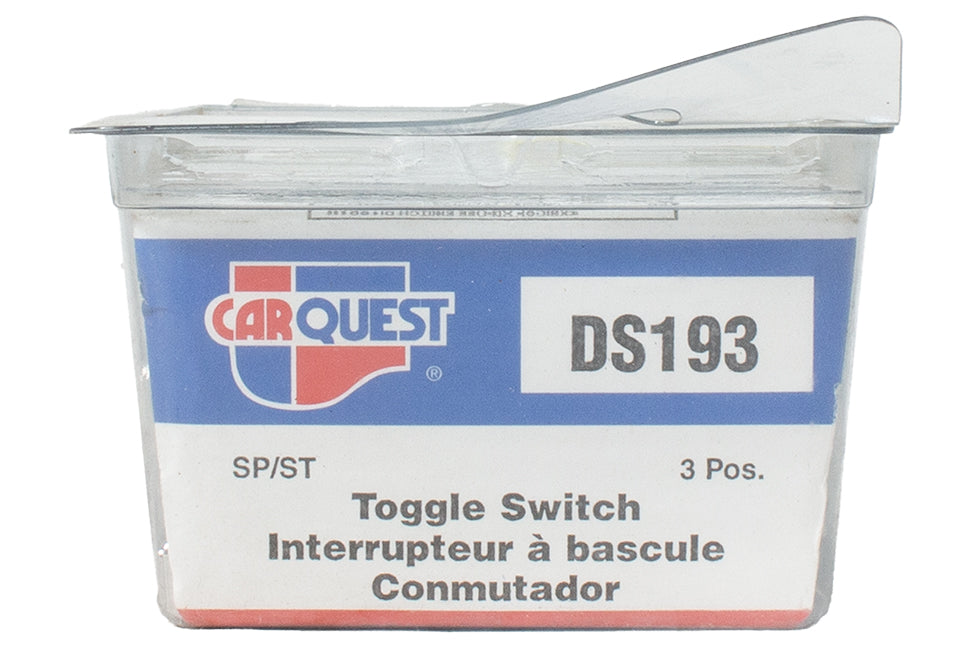 CARQUEST
®
DS193
SP/ST
3 Pos.
Toggle Switch
Interrupteur à bascule
Conmutador